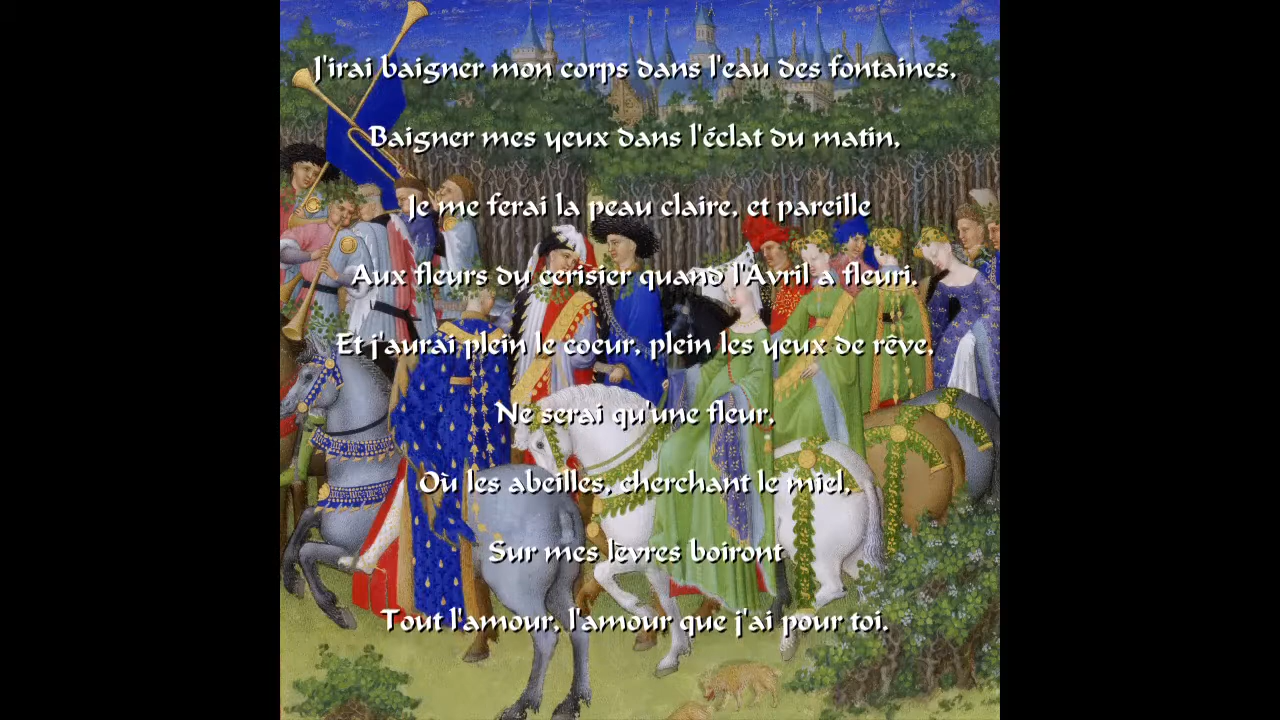 J'irai baigner mon corps dans l'eau des fontaines,
Baigner mes yeux dans l'éclat du matin,
Je me ferai la peau claire, et pareille
Aux fleurs du cerisier quand l'Avril a fleuri.
Et j'aurai plein le coeur, plein les yeux de rêve,
Ne serai qu'une fleur,
Où les abeilles, cherchant le miel,
Sur mes lèvres boiront
Tout l'amour, l'amour que j'ai pour toi.